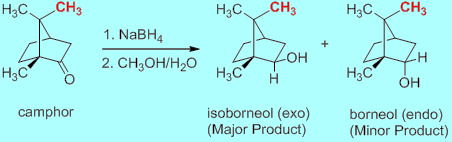 H₃C CH₃
H₃C
O
camphor
1. NaBH₄
2. CH₃OH/H₂O
H₃C CH₃
H₃C
OH
H
isoborneol (exo)
(Major Product)
+
H₃C CH₃
H₃C
H
OH
borneol (endo)
(Minor Product)